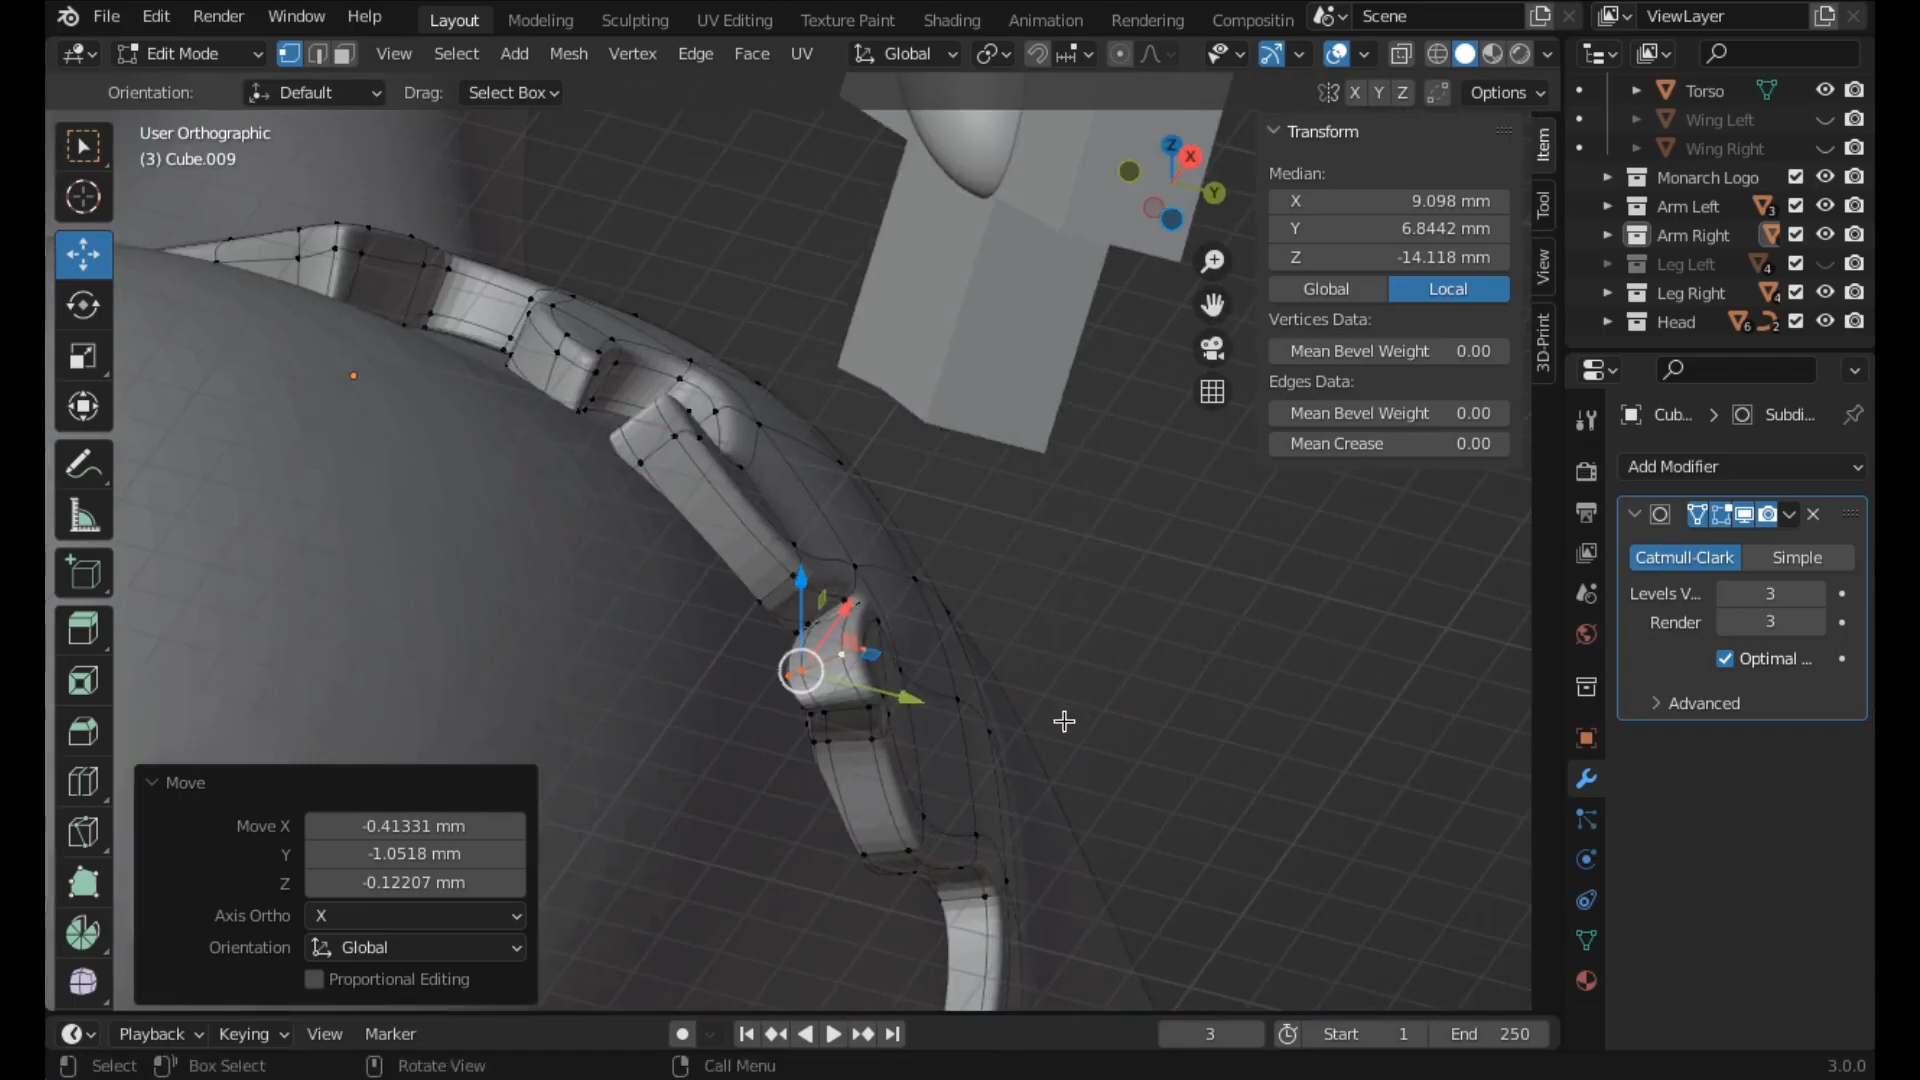 File Edit Render Window Help Layout Modeling Sculpting UV Editing Texture Paint Shading Animation Rendering Compositin Scene ViewLayer
Edit Mode View Select Add Mesh Vertex Edge Face UV Global
Orientation: Default Drag: Select Box X Y Z Options
User Orthographic
(3) Cube.009
Z
X
Y
Transform
Median:
X 9.098 mm
Y 6.8442 mm
Z -14.118 mm
Global Local
Vertices Data:
Mean Bevel Weight 0.00
Edges Data:
Mean Bevel Weight 0.00
Mean Crease 0.00
Item
Tool
View
3D-Print
Torso
Wing Left
Wing Right
Monarch Logo
Arm Left 3
Arm Right
Leg Left 4
Leg Right 4
Head 6 2
Cub... Subdi...
Add Modifier
Catmull-Clark Simple
Levels V... 3
Render 3
Optimal ...
Advanced
Move
Move X -0.41331 mm
Y -1.0518 mm
Z -0.12207 mm
Axis Ortho X
Orientation Global
Proportional Editing
Playback Keying View Marker 3 Start 1 End 250
Select Box Select Rotate View Call Menu 3.0.0